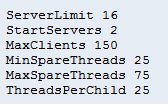 ServerLimit 16
StartServers 2
MaxClients 150
MinSpareThreads 25
MaxSpareThreads 75
ThreadsPerChild 25